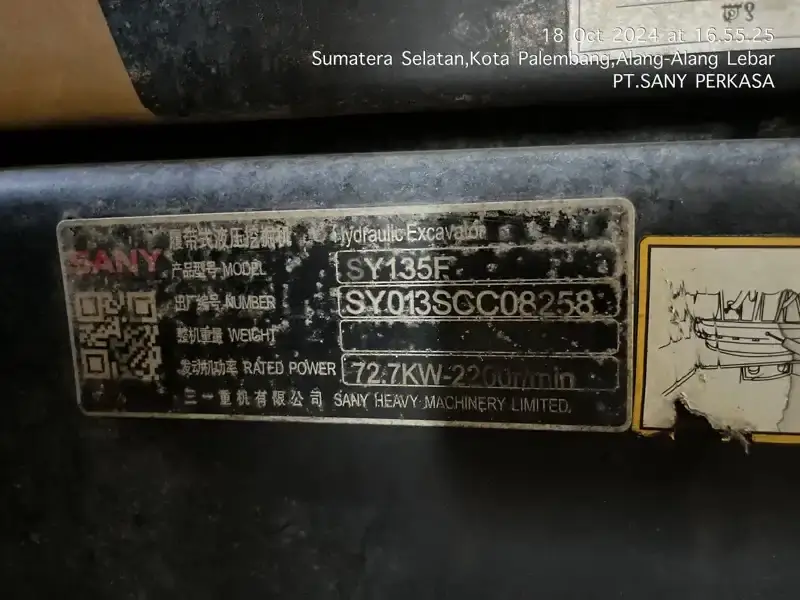 18 Oct 2024 at 16.55.25
Sumatera Selatan,Kota Palembang,Alang-Alang Lebar
PT.SANY PERKASA
履带式液压挖掘机 Hydraulic Excavator
SANY
产品型号 MODEL SY135F
出厂编号 NUMBER SY013SCC08258
整机重量 WEIGHT
发动机功率 RATED POWER 72.7KW-2200r/min
三一重机有限公司 SANY HEAVY MACHINERY LIMITED.